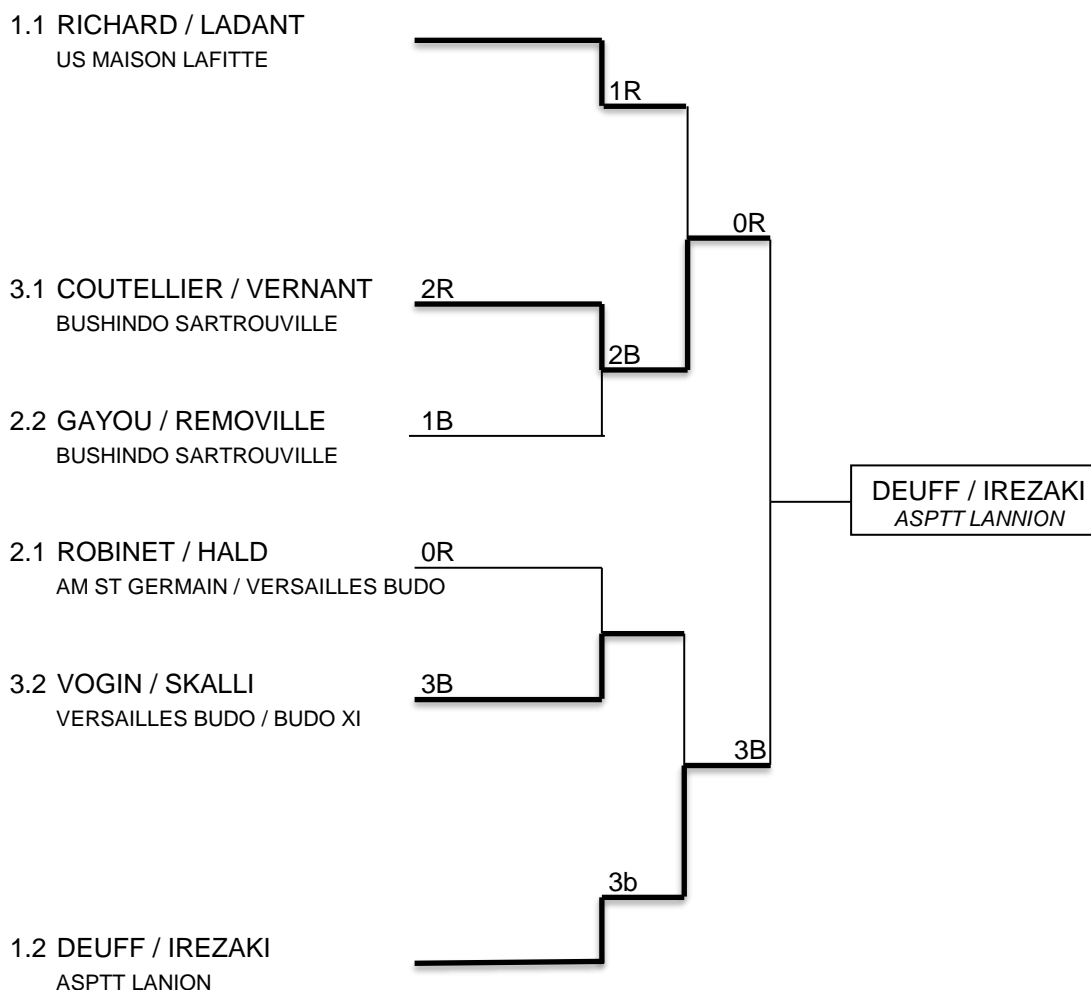 1.1 RICHARD / LADANT
US MAISON LAFITTE
1R
0R
3.1 COUTELLIER / VERNANT 2R
BUSHINDO SARTROUVILLE
2B
2.2 GAYOU / REMOVILLE 1B
BUSHINDO SARTROUVILLE
DEUFF / IREZAKI
ASPTT LANNION
2.1 ROBINET / HALD 0R
AM ST GERMAIN / VERSAILLES BUDO
3.2 VOGIN / SKALLI 3B
VERSAILLES BUDO / BUDO XI
3B
3b
1.2 DEUFF / IREZAKI
ASPTT LANION